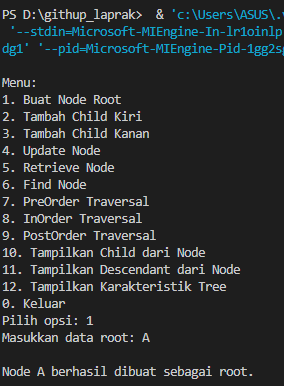 PS D:\githup_laprak>  & 'c:\Users\ASUS\.
'--stdin=Microsoft-MIEngine-In-lr1oinlp
dg1' '--pid=Microsoft-MIEngine-Pid-1gg2s
Menu:
1. Buat Node Root
2. Tambah Child Kiri
3. Tambah Child Kanan
4. Update Node
5. Retrieve Node
6. Find Node
7. PreOrder Traversal
8. InOrder Traversal
9. PostOrder Traversal
10. Tampilkan Child dari Node
11. Tampilkan Descendant dari Node
12. Tampilkan Karakteristik Tree
0. Keluar
Pilih opsi: 1
Masukkan data root: A
Node A berhasil dibuat sebagai root.